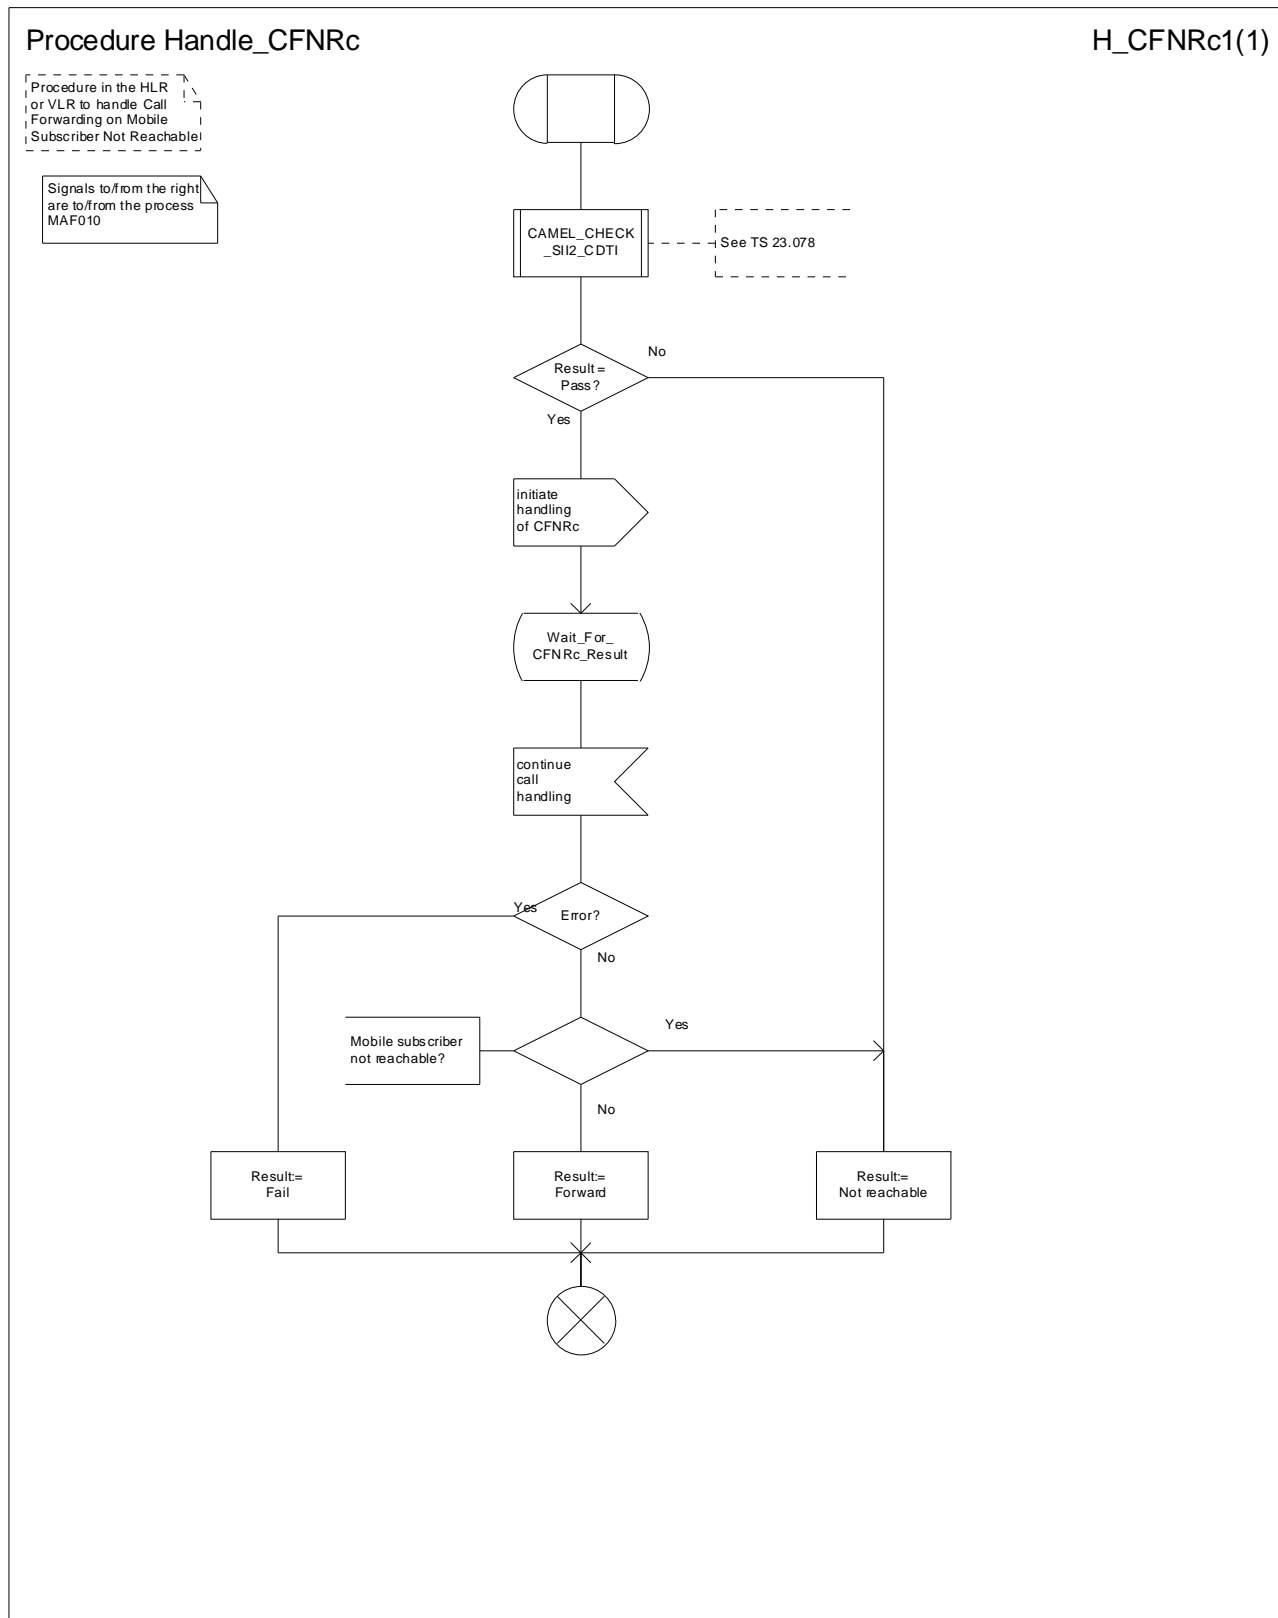 Procedure Handle_CFNRc
H_CFNRc1(1)
Procedure in the HLR
or VLR to handle Call
Forwarding on Mobile
Subscriber Not Reachable
Signals to/from the right
are to/from the process
MAF010
CAMEL_CHECK
_SII2_CDTI
See TS 23.078
Result =
Pass?
No
Yes
initiate
handling
of CFNRc
Wait_For_
CFNRc_Result
continue
call
handling
Yes
Error?
No
Mobile subscriber
not reachable?
Yes
No
Result:=
Fail
Result:=
Forward
Result:=
Not reachable